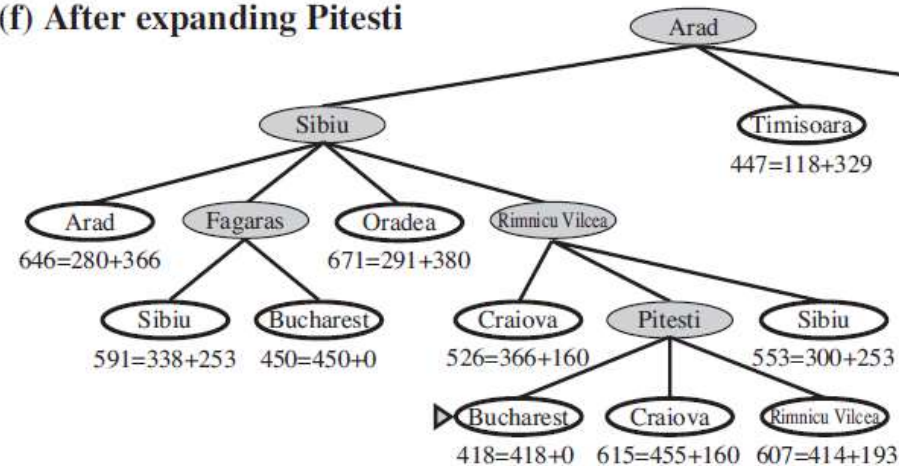 (f) After expanding Pitesti
Arad
Sibiu
Timisoara
447=118+329
Arad
Fagaras
Oradea
Rimnicu Vilcea
646=280+366
671=291+380
Sibiu
Bucharest
Craiova
Pitesti
Sibiu
591=338+253
450=450+0
526=366+160
553=300+253
Bucharest
Craiova
Rimnicu Vilcea
418=418+0
615=455+160
607=414+193